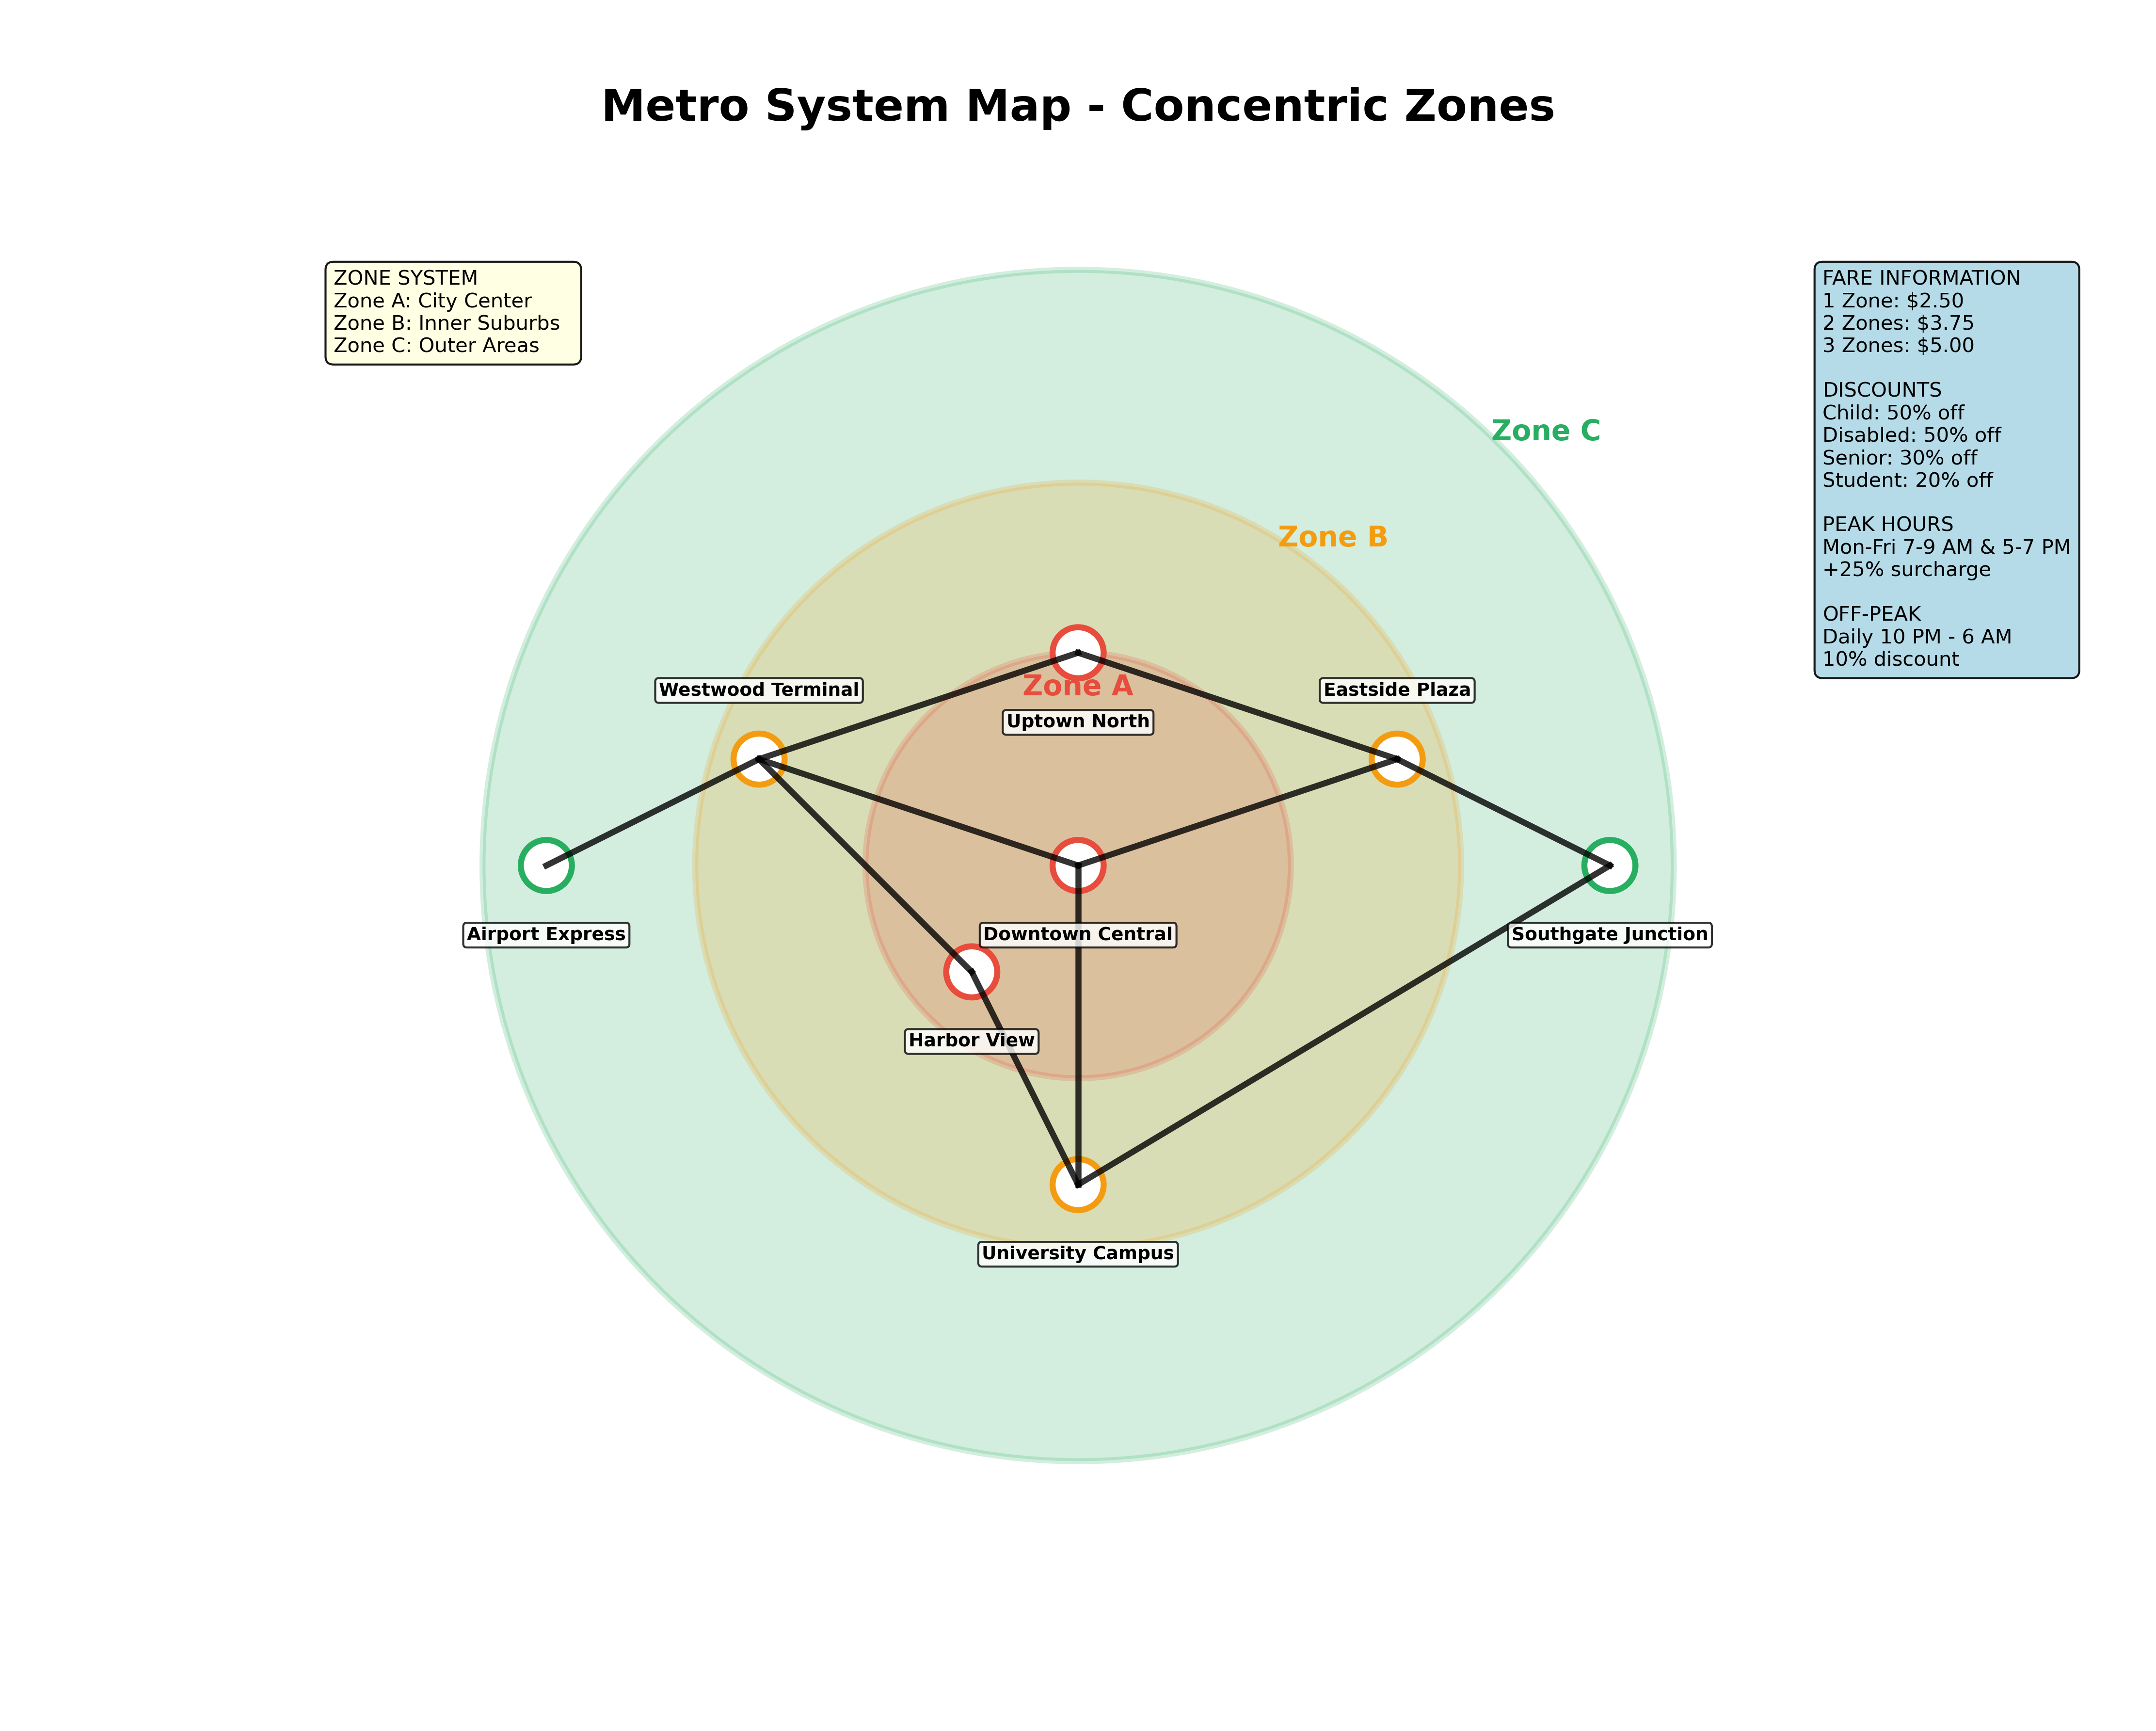 Metro System Map - Concentric Zones
ZONE SYSTEM
Zone A: City Center
Zone B: Inner Suburbs
Zone C: Outer Areas
FARE INFORMATION
1 Zone: $2.50
2 Zones: $3.75
3 Zones: $5.00
DISCOUNTS
Child: 50% off
Disabled: 50% off
Senior: 30% off
Student: 20% off
PEAK HOURS
Mon-Fri 7-9 AM & 5-7 PM
+25% surcharge
OFF-PEAK
Daily 10 PM - 6 AM
10% discount
Zone C
Zone B
Zone A
Westwood Terminal
Eastside Plaza
Uptown North
Airport Express
Downtown Central
Southgate Junction
Harbor View
University Campus